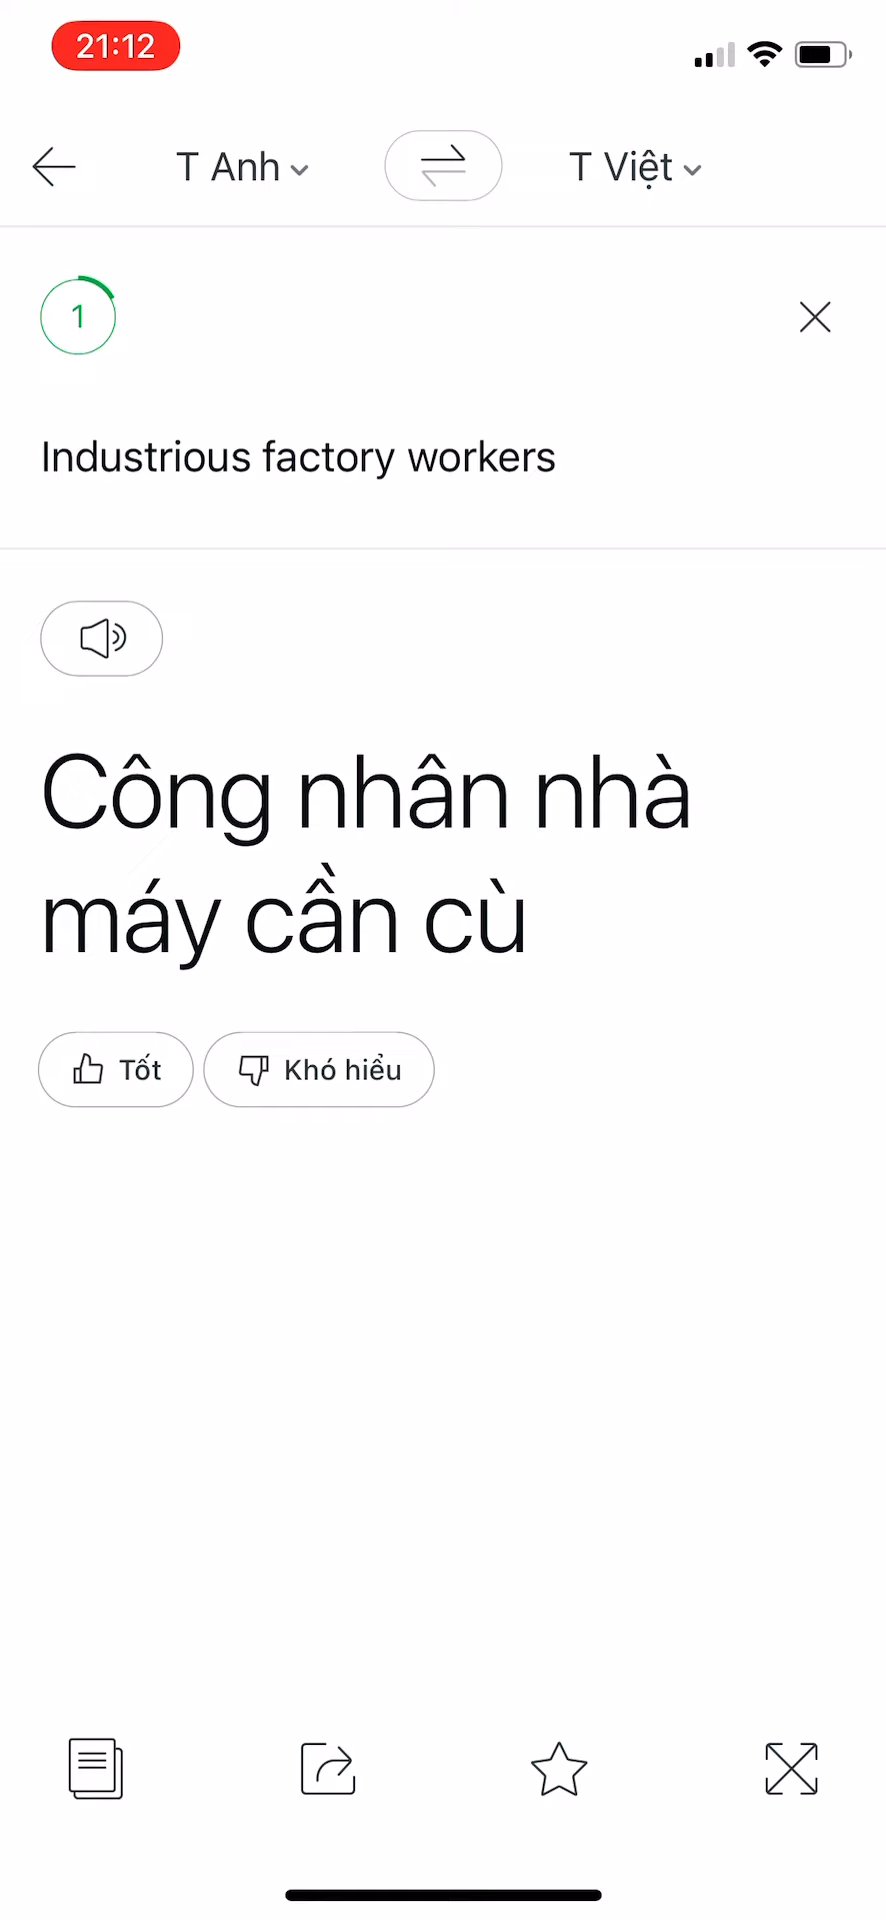 21:12
T Anh
T Việt
1
Industrious factory workers
Công nhân nhà
máy cần cù
Tốt
Khó hiểu